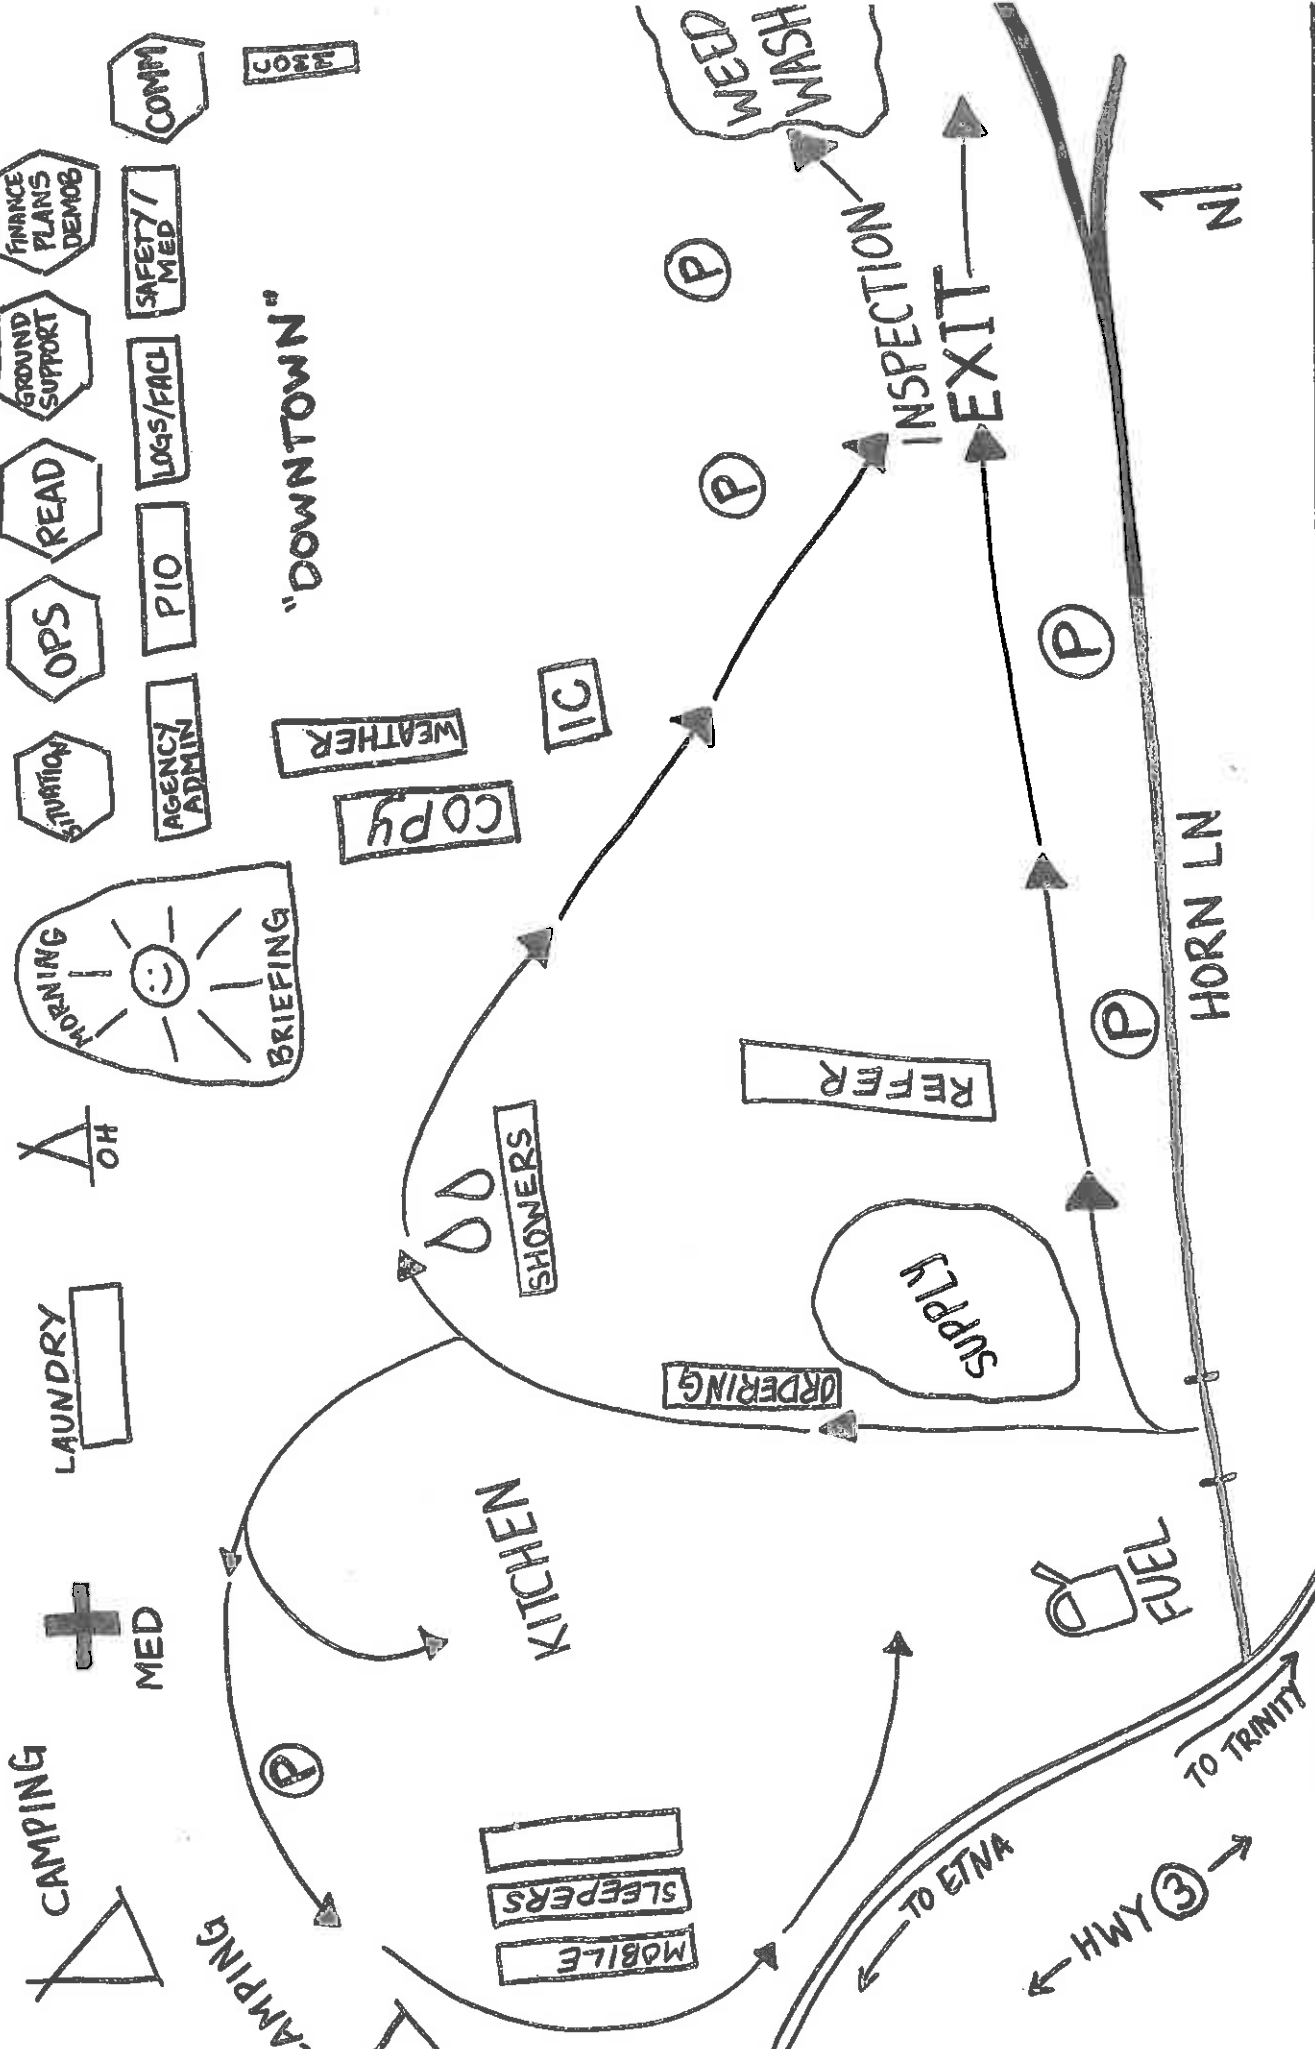 CAMPING
MED
LAUNDRY
OH
MORNING
BRIEFING
SITUATION
OPS
READ
GROUND
SUPPORT
FINANCE
PLANS
DEMOB
COMM
AGENCY
ADMIN
PIO
LOGS/FACL
SAFETY/
MED
COMM
"DOWNTOWN"
WEATHER
COPY
IC
SHOWERS
P
KITCHEN
MOBILE
SLEEPERS
ORDERING
SUPPLY
REFER
P
P
WEED
WASH
INSPECTION
EXIT
P
P
FUEL
HORN LN
N
TO ETNA
TO TRINITY
HWY 3